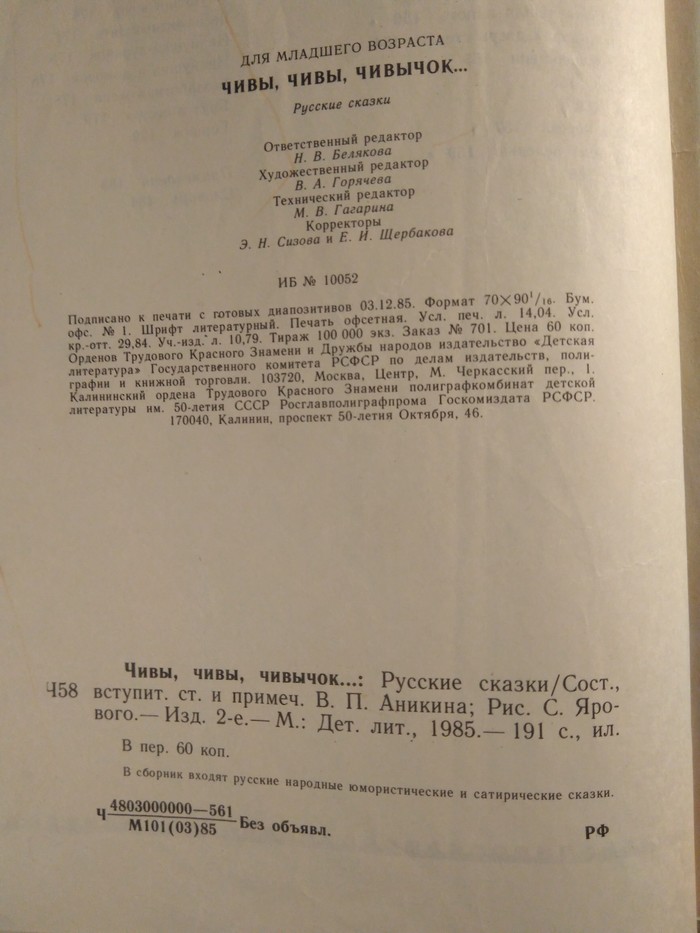 ДЛЯ МЛАДШЕГО ВОЗРАСТА
ЧИВЫ, ЧИВЫ, ЧИВЫЧОК...
Русские сказки
Ответственный редактор
Н. В. Белякова
Художественный редактор
В. А. Горячева
Технический редактор
М. В. Гагарина
Корректоры
Э. Н. Сизова и Е. И. Щербакова
ИБ № 10052
Подписано к печати с готовых диапозитивов 03.12.85. Формат 70×90¹/₁₆. Бум.
офс. № 1. Шрифт литературный. Печать офсетная. Усл. печ. л. 14,04. Усл.
кр.-отт. 29,84. Уч.-изд. л. 10,79. Тираж 100 000 экз. Заказ № 701. Цена 60 коп.
Орденов Трудового Красного Знамени и Дружбы народов издательство «Детская
литература» Государственного комитета РСФСР по делам издательств, поли-
графии и книжной торговли. 103720, Москва, Центр, М. Черкасский пер., 1.
Калининский ордена Трудового Красного Знамени полиграфкомбинат детской
литературы им. 50-летия СССР Росглавполиграфпрома Госкомиздата РСФСР.
170040, Калинин, проспект 50-летия Октября, 46.
Чивы, чивы, чивычок...: Русские сказки/Сост.,
Ч58 вступит. ст. и примеч. В. П. Аникина; Рис. С. Яро-
вого.— Изд. 2-е.— М.: Дет. лит., 1985.— 191 с., ил.
В пер. 60 коп.
В сборник входят русские народные юмористические и сатирические сказки.
Ч 4803000000—561
М101(03)85 Без объявл.
РФ